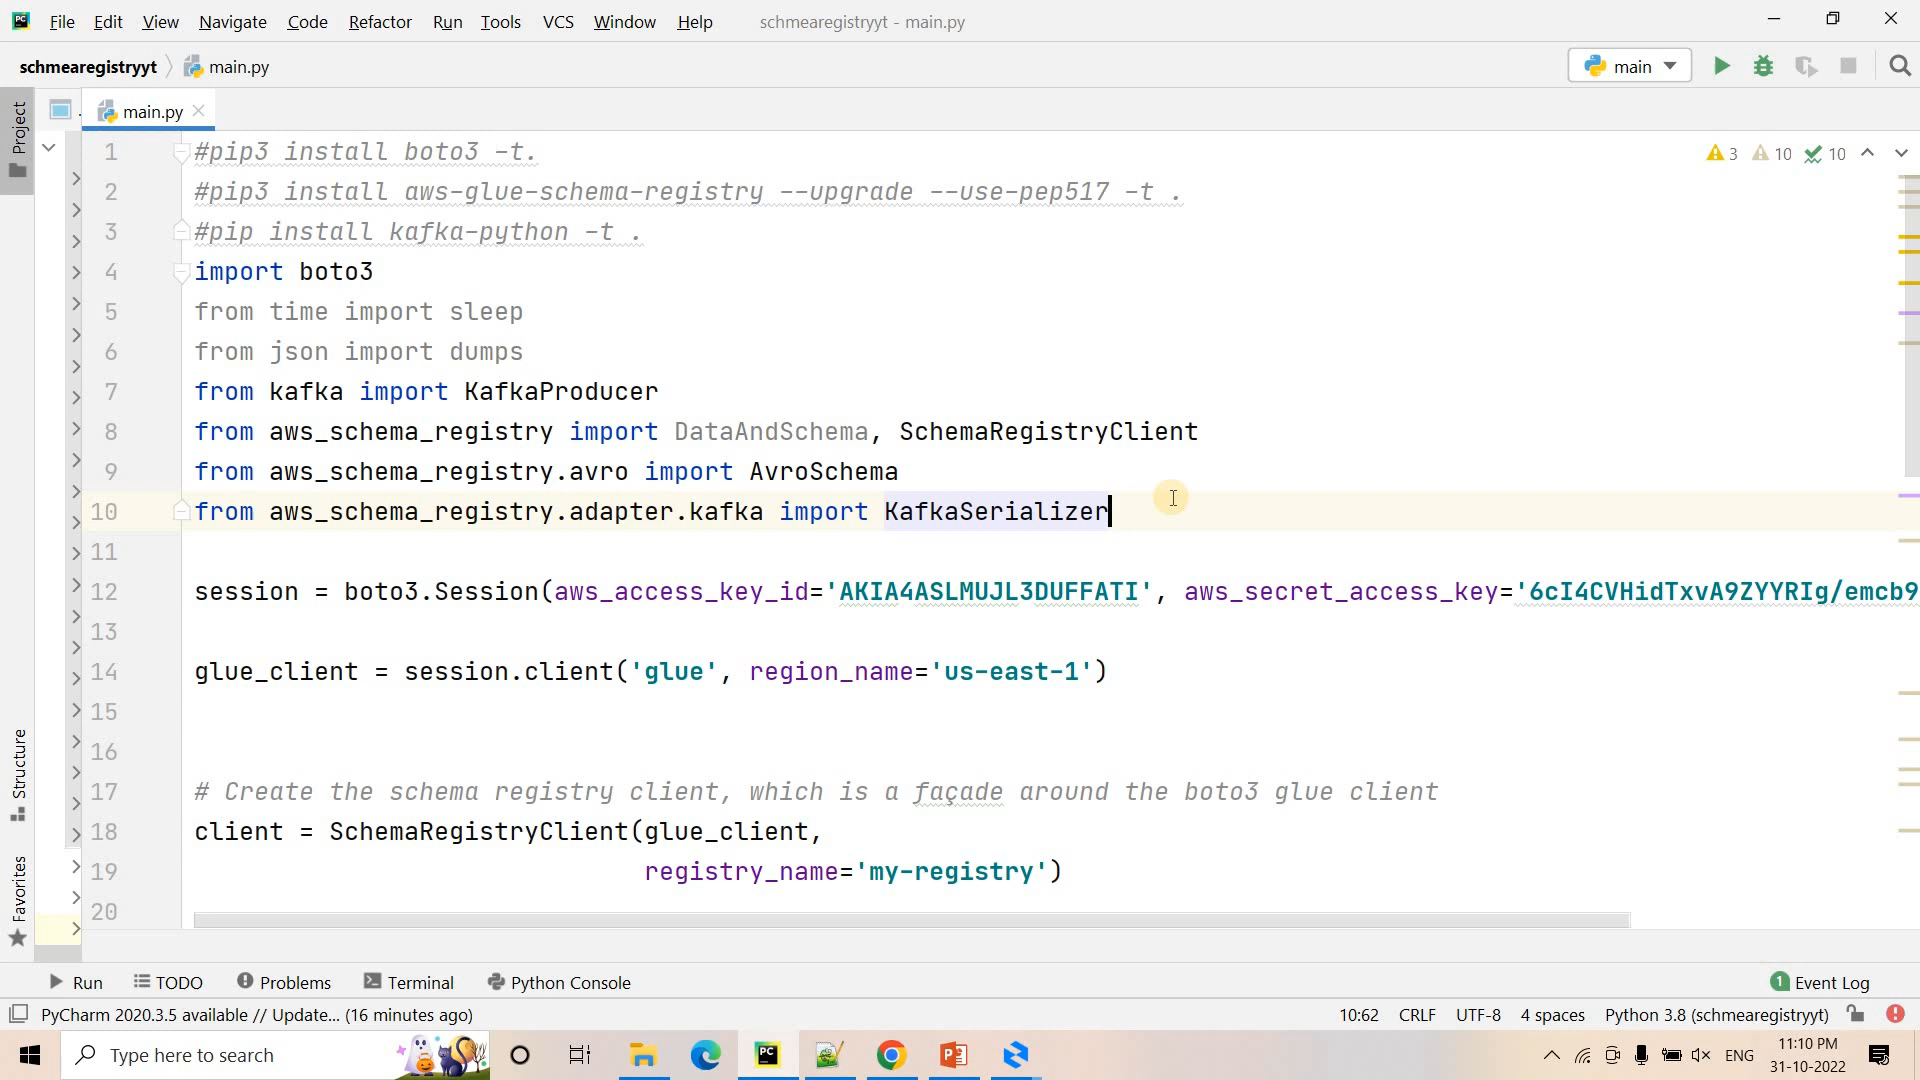 File Edit View Navigate Code Refactor Run Tools VCS Window Help schmearegistryyt - main.py
schmearegistryyt main.py main
Project
main.py
1 #pip3 install boto3 -t.
3 10 10
2 #pip3 install aws-glue-schema-registry --upgrade --use-pep517 -t .
3 #pip install kafka-python -t .
4 import boto3
5 from time import sleep
6 from json import dumps
7 from kafka import KafkaProducer
8 from aws_schema_registry import DataAndSchema, SchemaRegistryClient
9 from aws_schema_registry.avro import AvroSchema
10 from aws_schema_registry.adapter.kafka import KafkaSerializer
11
12 session = boto3.Session(aws_access_key_id='AKIA4ASLMUJL3DUFFATI', aws_secret_access_key='6cI4CVHidTxvA9ZYYRIg/emcb9
13
14 glue_client = session.client('glue', region_name='us-east-1')
15
16
17 # Create the schema registry client, which is a façade around the boto3 glue client
18 client = SchemaRegistryClient(glue_client,
19 registry_name='my-registry')
20
Structure
Favorites
Run TODO Problems Terminal Python Console 1 Event Log
PyCharm 2020.3.5 available // Update... (16 minutes ago) 10:62 CRLF UTF-8 4 spaces Python 3.8 (schmearegistryyt)
Type here to search ENG 11:10 PM
31-10-2022